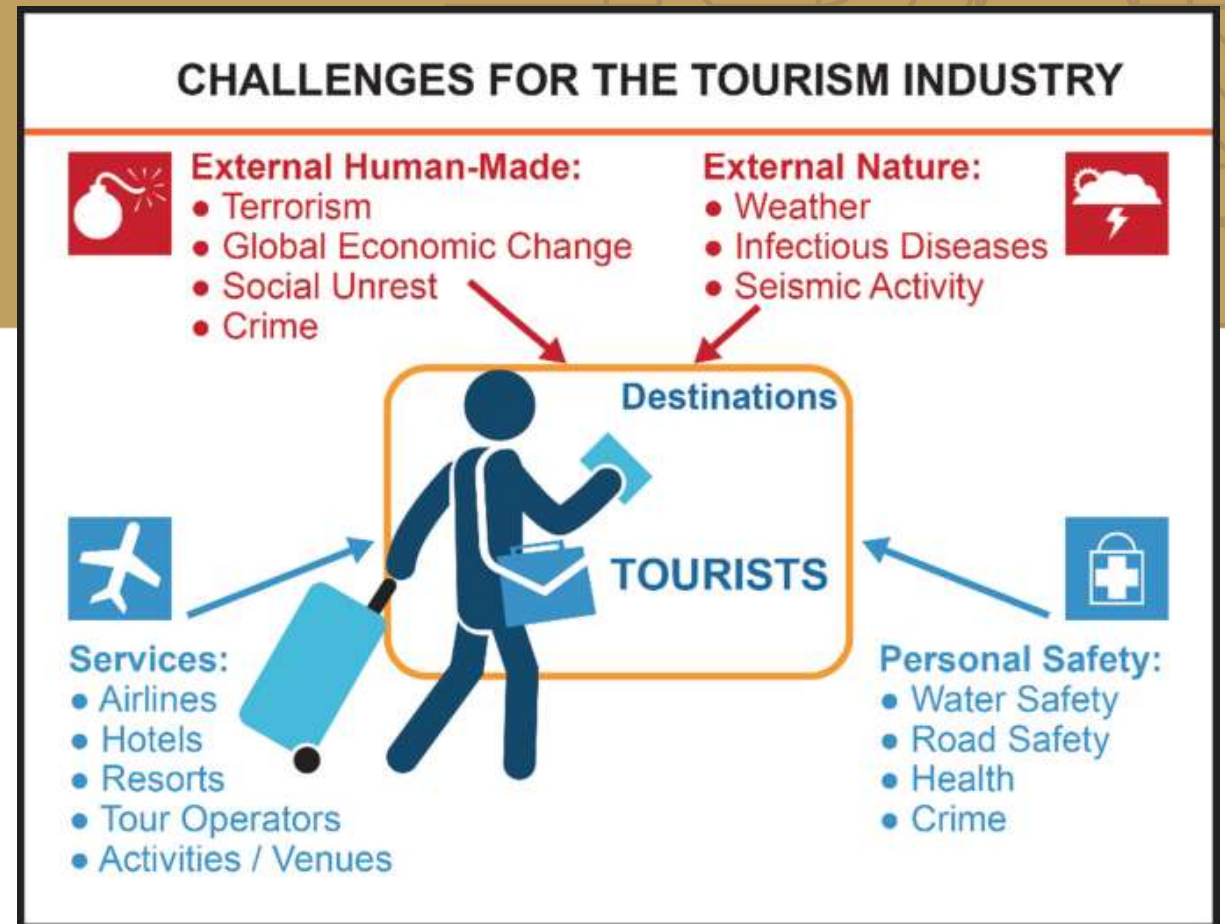 CHALLENGES FOR THE TOURISM INDUSTRY
External Human-Made:
● Terrorism
● Global Economic Change
● Social Unrest
● Crime
External Nature:
● Weather
● Infectious Diseases
● Seismic Activity
Destinations
TOURISTS
Services:
● Airlines
● Hotels
● Resorts
● Tour Operators
● Activities / Venues
Personal Safety:
● Water Safety
● Road Safety
● Health
● Crime